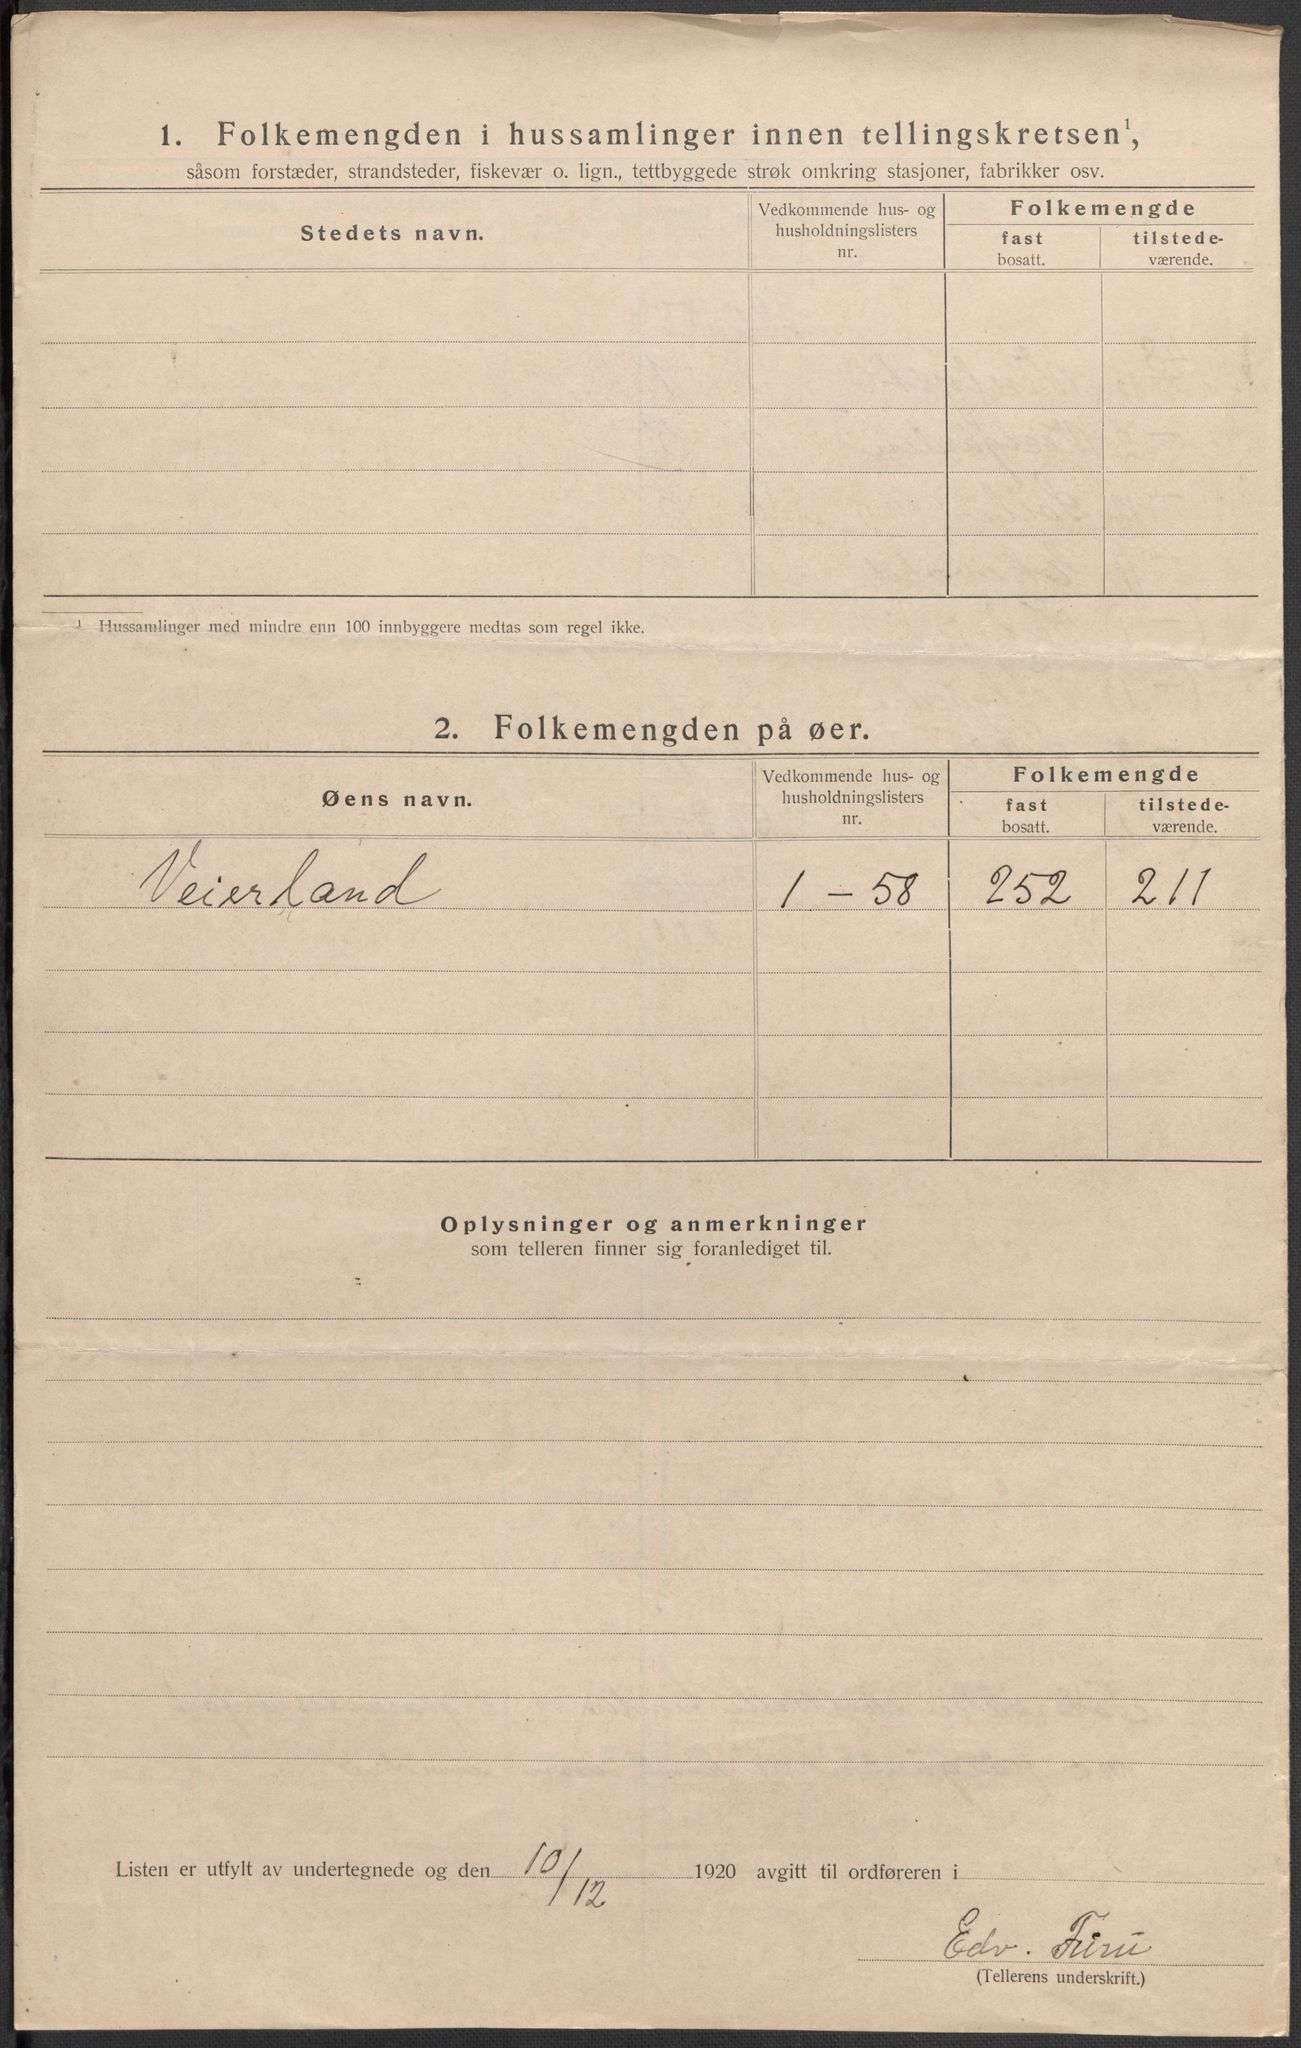 1. Folkemengden i hussamlinger innen tellingskretsen¹,
såsom forstæder, strandsteder, fiskevær o. lign., tettbyggede strøk omkring stasjoner, fabrikker osv.
Stedets navn.
Vedkommende hus- og
husholdningslisters
nr.
Folkemengde
fast
bosatt.
tilstede-
værende.
¹ Hussamlinger med mindre enn 100 innbyggere medtas som regel ikke.
2. Folkemengden på øer.
Øens navn.
Vedkommende hus- og
husholdningslisters
nr.
Folkemengde
fast
bosatt.
tilstede-
værende.
Veierland 1 – 58 252 211
Oplysninger og anmerkninger
som telleren finner sig foranlediget til.
Listen er utfylt av undertegnede og den 10/12 1920 avgitt til ordføreren i
Edv. Furu
(Tellerens underskrift.)